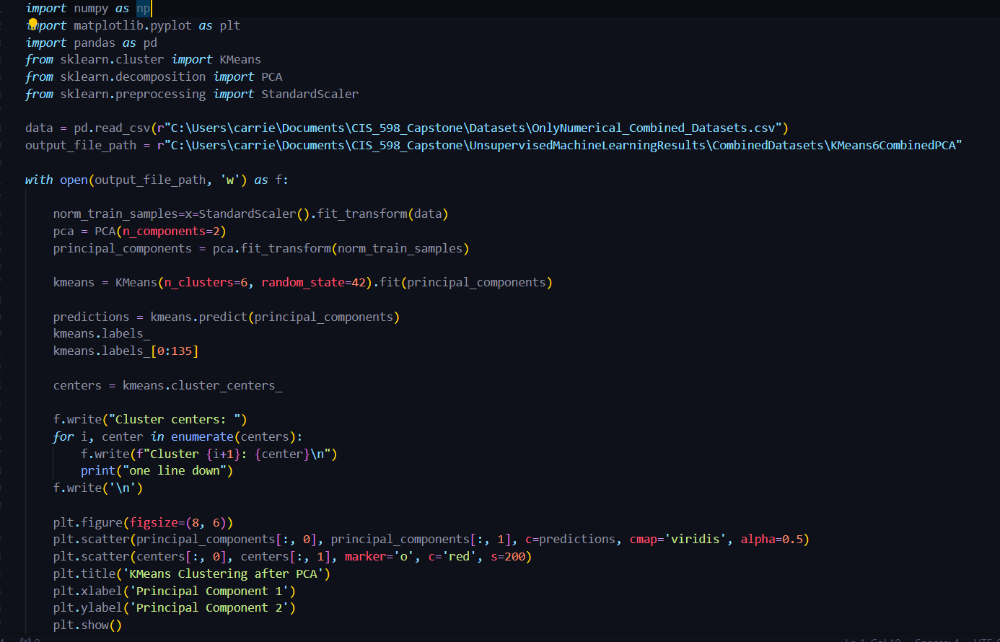 import numpy as np
import matplotlib.pyplot as plt
import pandas as pd
from sklearn.cluster import KMeans
from sklearn.decomposition import PCA
from sklearn.preprocessing import StandardScaler
data = pd.read_csv(r"C:\Users\carrie\Documents\CIS_598_Capstone\Datasets\OnlyNumerical_Combined_Datasets.csv")
output_file_path = r"C:\Users\carrie\Documents\CIS_598_Capstone\UnsupervisedMachineLearningResults\CombinedDatasets\KMeans6CombinedPCA"
with open(output_file_path, 'w') as f:
norm_train_samples=x=StandardScaler().fit_transform(data)
pca = PCA(n_components=2)
principal_components = pca.fit_transform(norm_train_samples)
kmeans = KMeans(n_clusters=6, random_state=42).fit(principal_components)
predictions = kmeans.predict(principal_components)
kmeans.labels_
kmeans.labels_[0:135]
centers = kmeans.cluster_centers_
f.write("Cluster centers: ")
for i, center in enumerate(centers):
f.write(f"Cluster {i+1}: {center}\n")
print("one line down")
f.write('\n')
plt.figure(figsize=(8, 6))
plt.scatter(principal_components[:, 0], principal_components[:, 1], c=predictions, cmap='viridis', alpha=0.5)
plt.scatter(centers[:, 0], centers[:, 1], marker='o', c='red', s=200)
plt.title('KMeans Clustering after PCA')
plt.xlabel('Principal Component 1')
plt.ylabel('Principal Component 2')
plt.show()